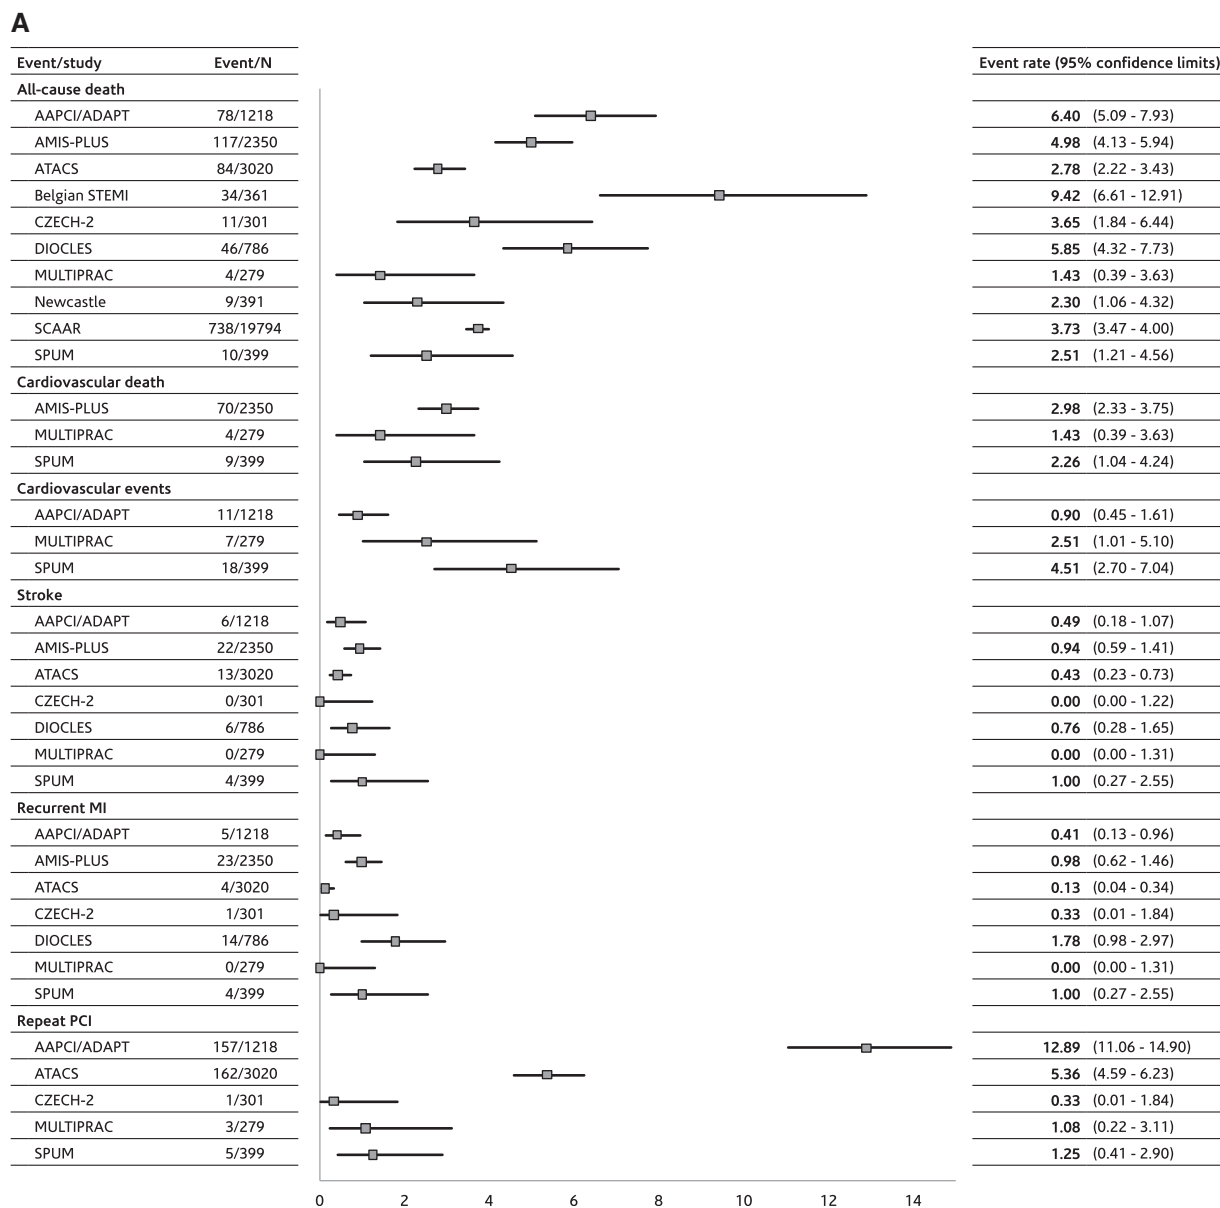 A
Event/study Event/N Event rate (95% confidence limits)
All-cause death
AAPCI/ADAPT 78/1218 6.40 (5.09 - 7.93)
AMIS-PLUS 117/2350 4.98 (4.13 - 5.94)
ATACS 84/3020 2.78 (2.22 - 3.43)
Belgian STEMI 34/361 9.42 (6.61 - 12.91)
CZECH-2 11/301 3.65 (1.84 - 6.44)
DIOCLES 46/786 5.85 (4.32 - 7.73)
MULTIPRAC 4/279 1.43 (0.39 - 3.63)
Newcastle 9/391 2.30 (1.06 - 4.32)
SCAAR 738/19794 3.73 (3.47 - 4.00)
SPUM 10/399 2.51 (1.21 - 4.56)
Cardiovascular death
AMIS-PLUS 70/2350 2.98 (2.33 - 3.75)
MULTIPRAC 4/279 1.43 (0.39 - 3.63)
SPUM 9/399 2.26 (1.04 - 4.24)
Cardiovascular events
AAPCI/ADAPT 11/1218 0.90 (0.45 - 1.61)
MULTIPRAC 7/279 2.51 (1.01 - 5.10)
SPUM 18/399 4.51 (2.70 - 7.04)
Stroke
AAPCI/ADAPT 6/1218 0.49 (0.18 - 1.07)
AMIS-PLUS 22/2350 0.94 (0.59 - 1.41)
ATACS 13/3020 0.43 (0.23 - 0.73)
CZECH-2 0/301 0.00 (0.00 - 1.22)
DIOCLES 6/786 0.76 (0.28 - 1.65)
MULTIPRAC 0/279 0.00 (0.00 - 1.31)
SPUM 4/399 1.00 (0.27 - 2.55)
Recurrent MI
AAPCI/ADAPT 5/1218 0.41 (0.13 - 0.96)
AMIS-PLUS 23/2350 0.98 (0.62 - 1.46)
ATACS 4/3020 0.13 (0.04 - 0.34)
CZECH-2 1/301 0.33 (0.01 - 1.84)
DIOCLES 14/786 1.78 (0.98 - 2.97)
MULTIPRAC 0/279 0.00 (0.00 - 1.31)
SPUM 4/399 1.00 (0.27 - 2.55)
Repeat PCI
AAPCI/ADAPT 157/1218 12.89 (11.06 - 14.90)
ATACS 162/3020 5.36 (4.59 - 6.23)
CZECH-2 1/301 0.33 (0.01 - 1.84)
MULTIPRAC 3/279 1.08 (0.22 - 3.11)
SPUM 5/399 1.25 (0.41 - 2.90)
0 2 4 6 8 10 12 14